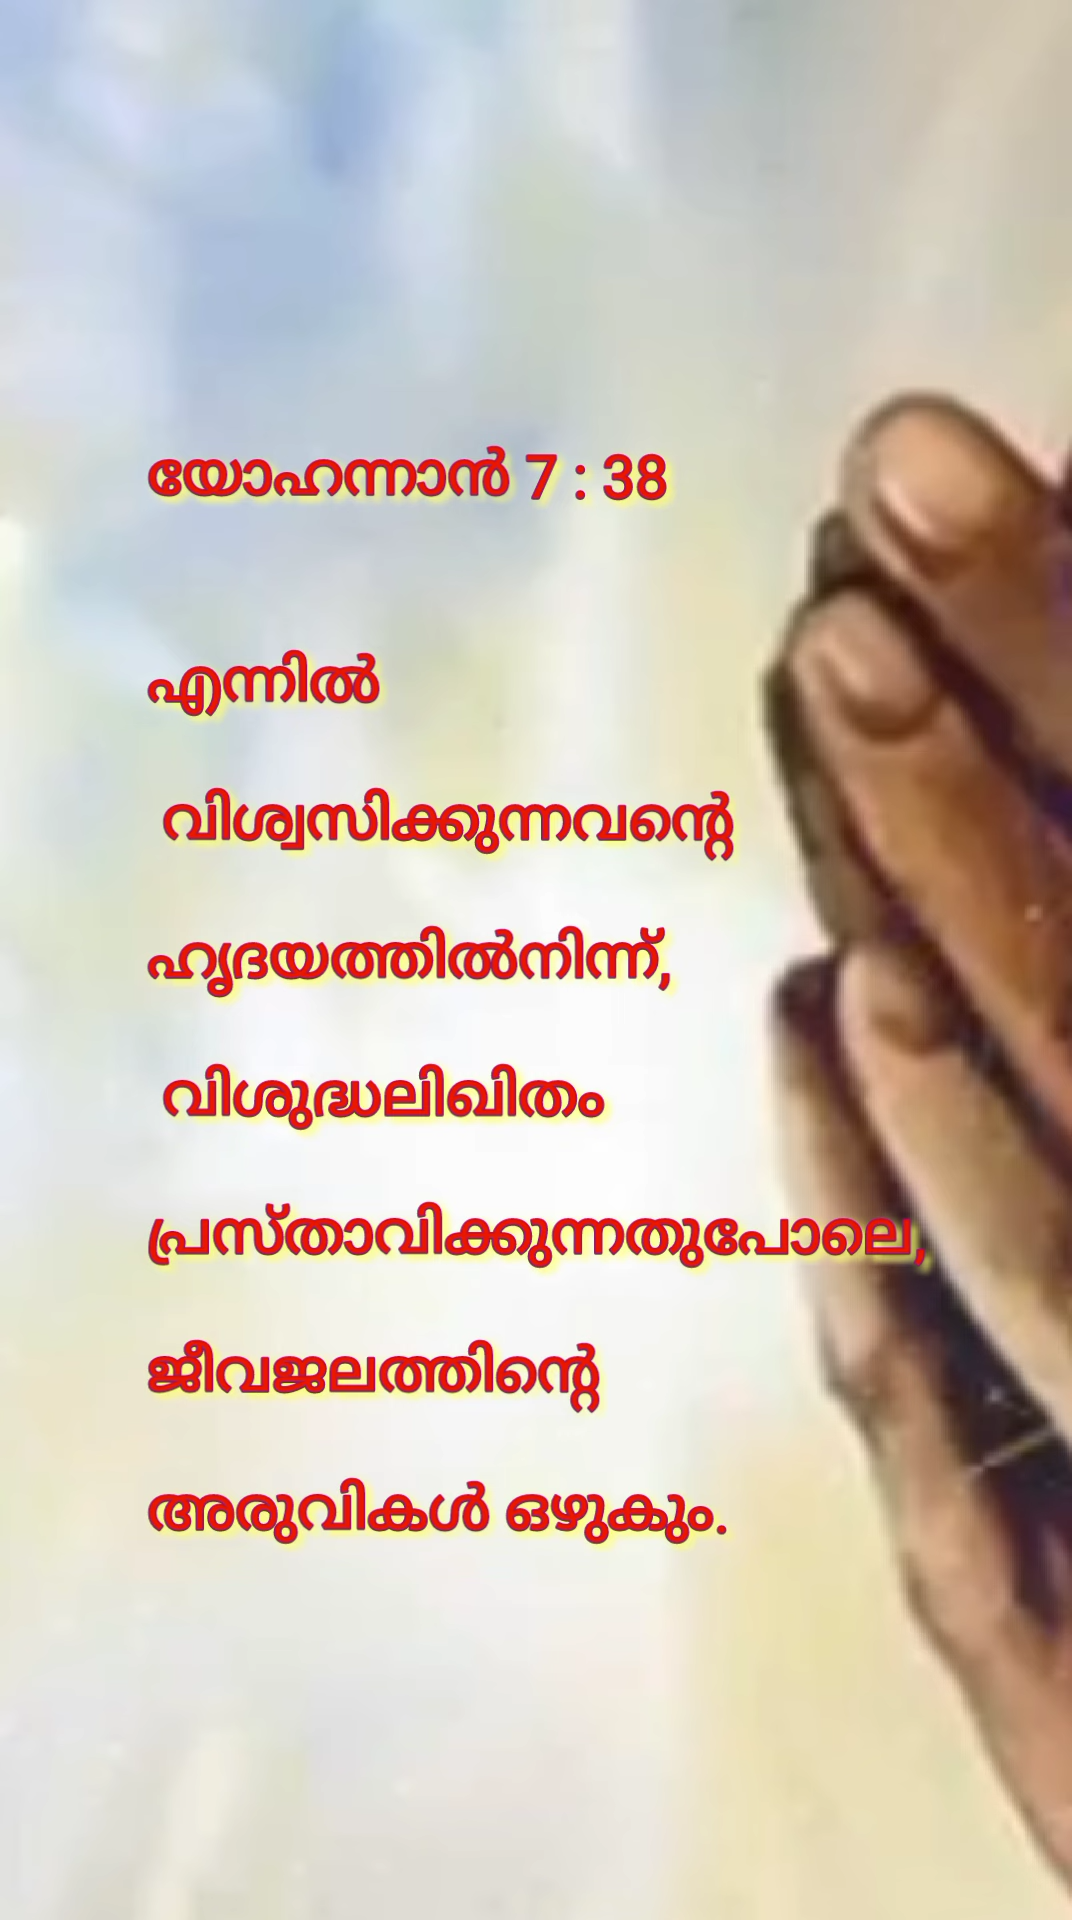 യോഹന്നാൻ 7 : 38
എന്നിൽ
വിശ്വസിക്കുന്നവന്റെ
ഹൃദയത്തിൽനിന്ന്,
വിശുദ്ധലിഖിതം
പ്രസ്താവിക്കുന്നതുപോലെ,
ജീവജലത്തിന്റെ
അരുവികൾ ഒഴുകും.